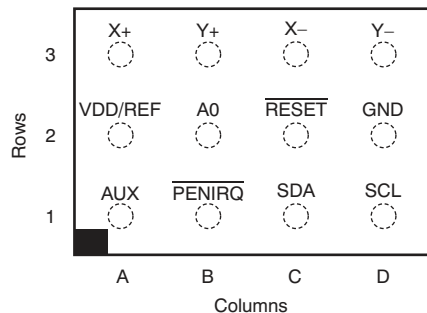 X+ Y+ X− Y−
3
VDD/REF A0 RESET GND
Rows 2
AUX PENIRQ SDA SCL
1
A B C D
Columns